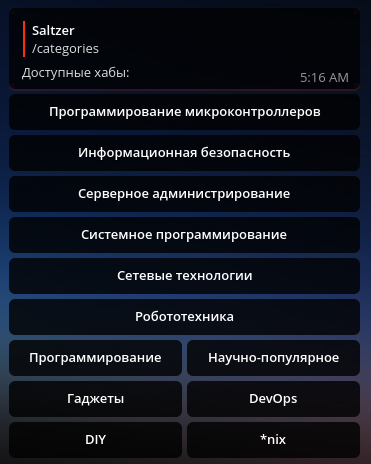 Saltzer
/categories
Доступные хабы:
5:16 AM
Программирование микроконтроллеров
Информационная безопасность
Серверное администрирование
Системное программирование
Сетевые технологии
Робототехника
Программирование
Научно-популярное
Гаджеты
DevOps
DIY
*nix